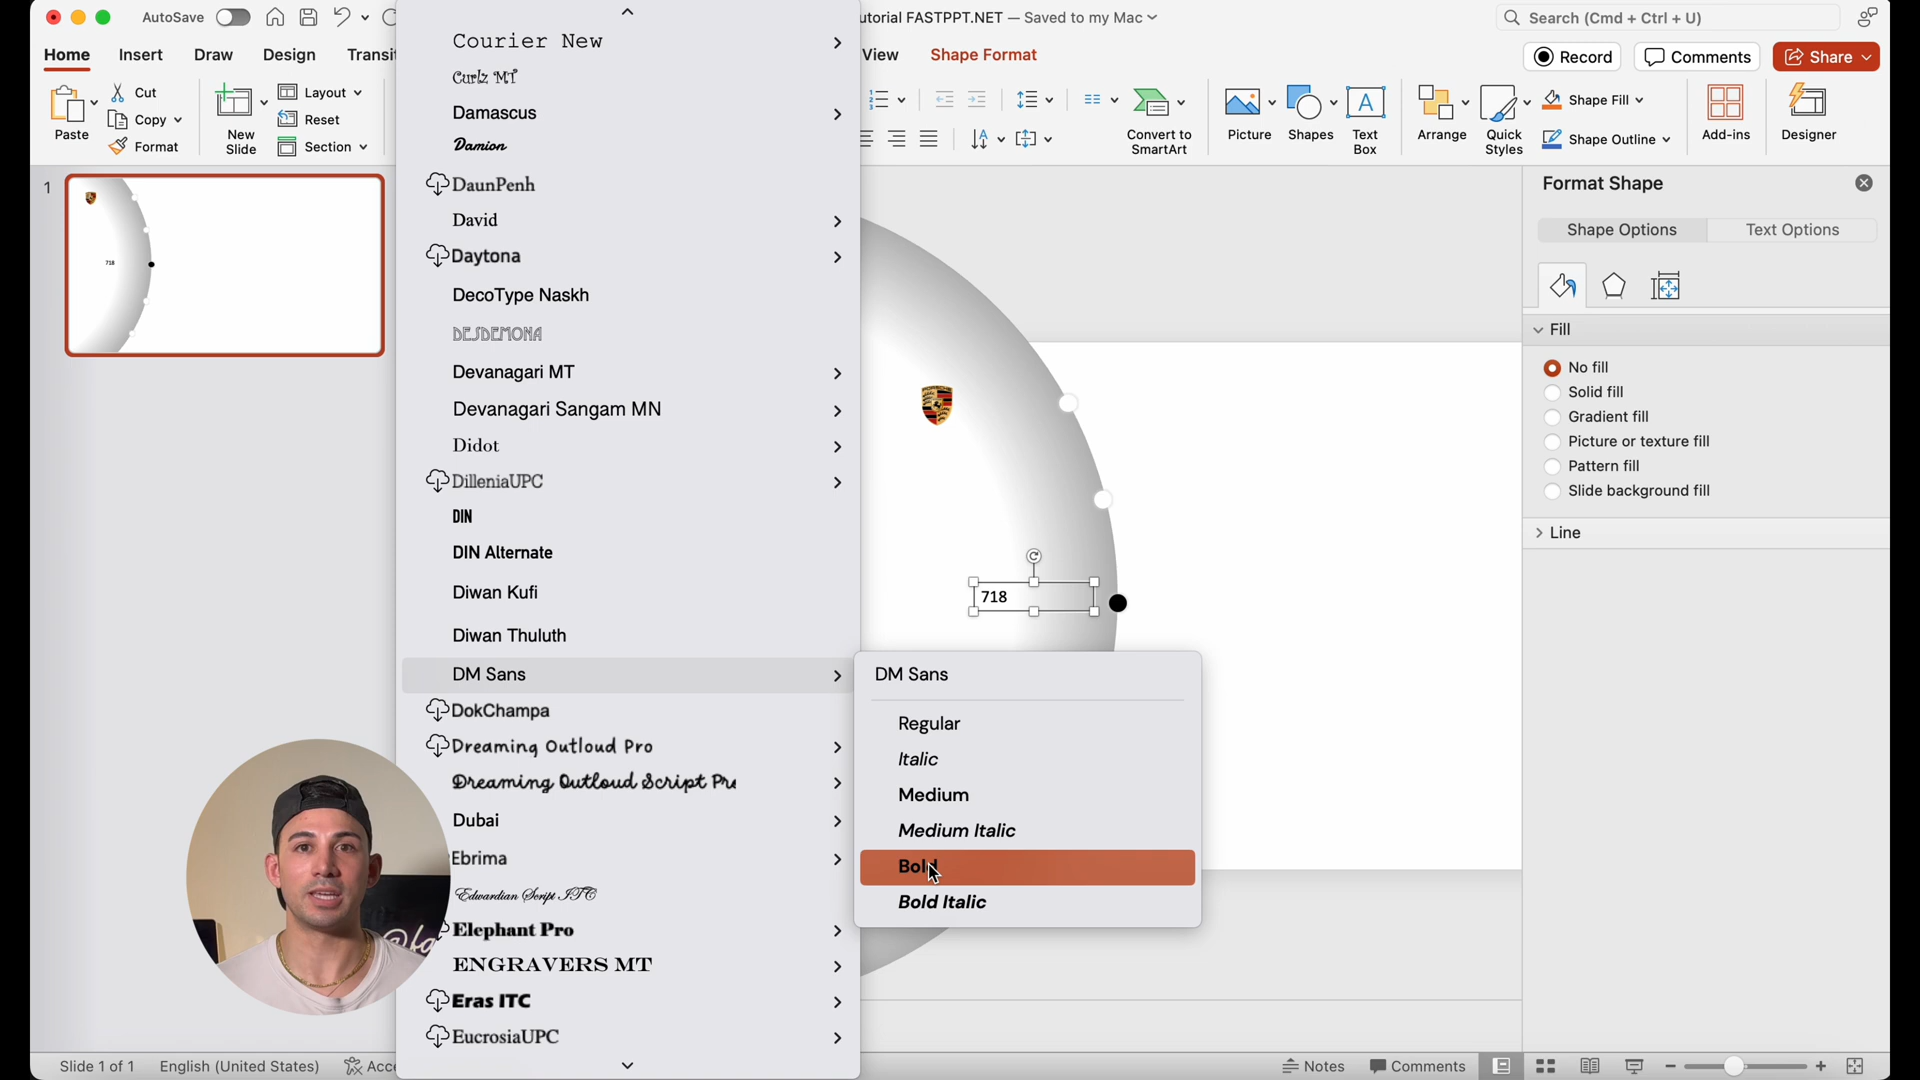 AutoSave
utorial FASTPPT.NET — Saved to my Mac
Search (Cmd + Ctrl + U)
Home
Insert
Draw
Design
Transit
View
Shape Format
Record
Comments
Share
Paste
Cut
Copy
Format
New
Slide
Layout
Reset
Section
Convert to
SmartArt
Picture
Shapes
Text
Box
Arrange
Quick
Styles
Shape Fill
Shape Outline
Add-ins
Designer
1
718
Courier New
Curlz MT
Damascus
Damion
DaunPenh
David
Daytona
DecoType Naskh
DESDEMONA
Devanagari MT
Devanagari Sangam MN
Didot
DilleniaUPC
DIN
DIN Alternate
Diwan Kufi
Diwan Thuluth
DM Sans
DokChampa
Dreaming Outloud Pro
Dreaming Outloud Script Pro
Dubai
Ebrima
Edwardian Script ITC
Elephant Pro
ENGRAVERS MT
Eras ITC
EucrosiaUPC
PORSCHE
718
DM Sans
Regular
Italic
Medium
Medium Italic
Bold
Bold Italic
Format Shape
Shape Options
Text Options
Fill
No fill
Solid fill
Gradient fill
Picture or texture fill
Pattern fill
Slide background fill
Line
Slide 1 of 1
English (United States)
Acce
Notes
Comments